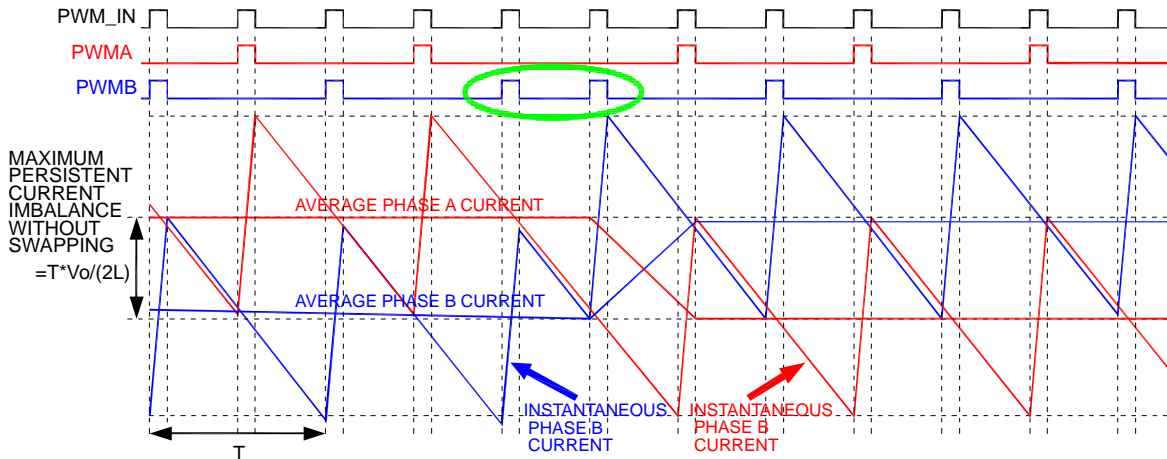 PWM_IN
PWMA
PWMB
MAXIMUM
PERSISTENT
CURRENT
IMBALANCE
WITHOUT
SWAPPING
=T*Vo/(2L)
AVERAGE PHASE A CURRENT
AVERAGE PHASE B CURRENT
INSTANTANEOUS
PHASE B
CURRENT
INSTANTANEOUS
PHASE B
CURRENT
T